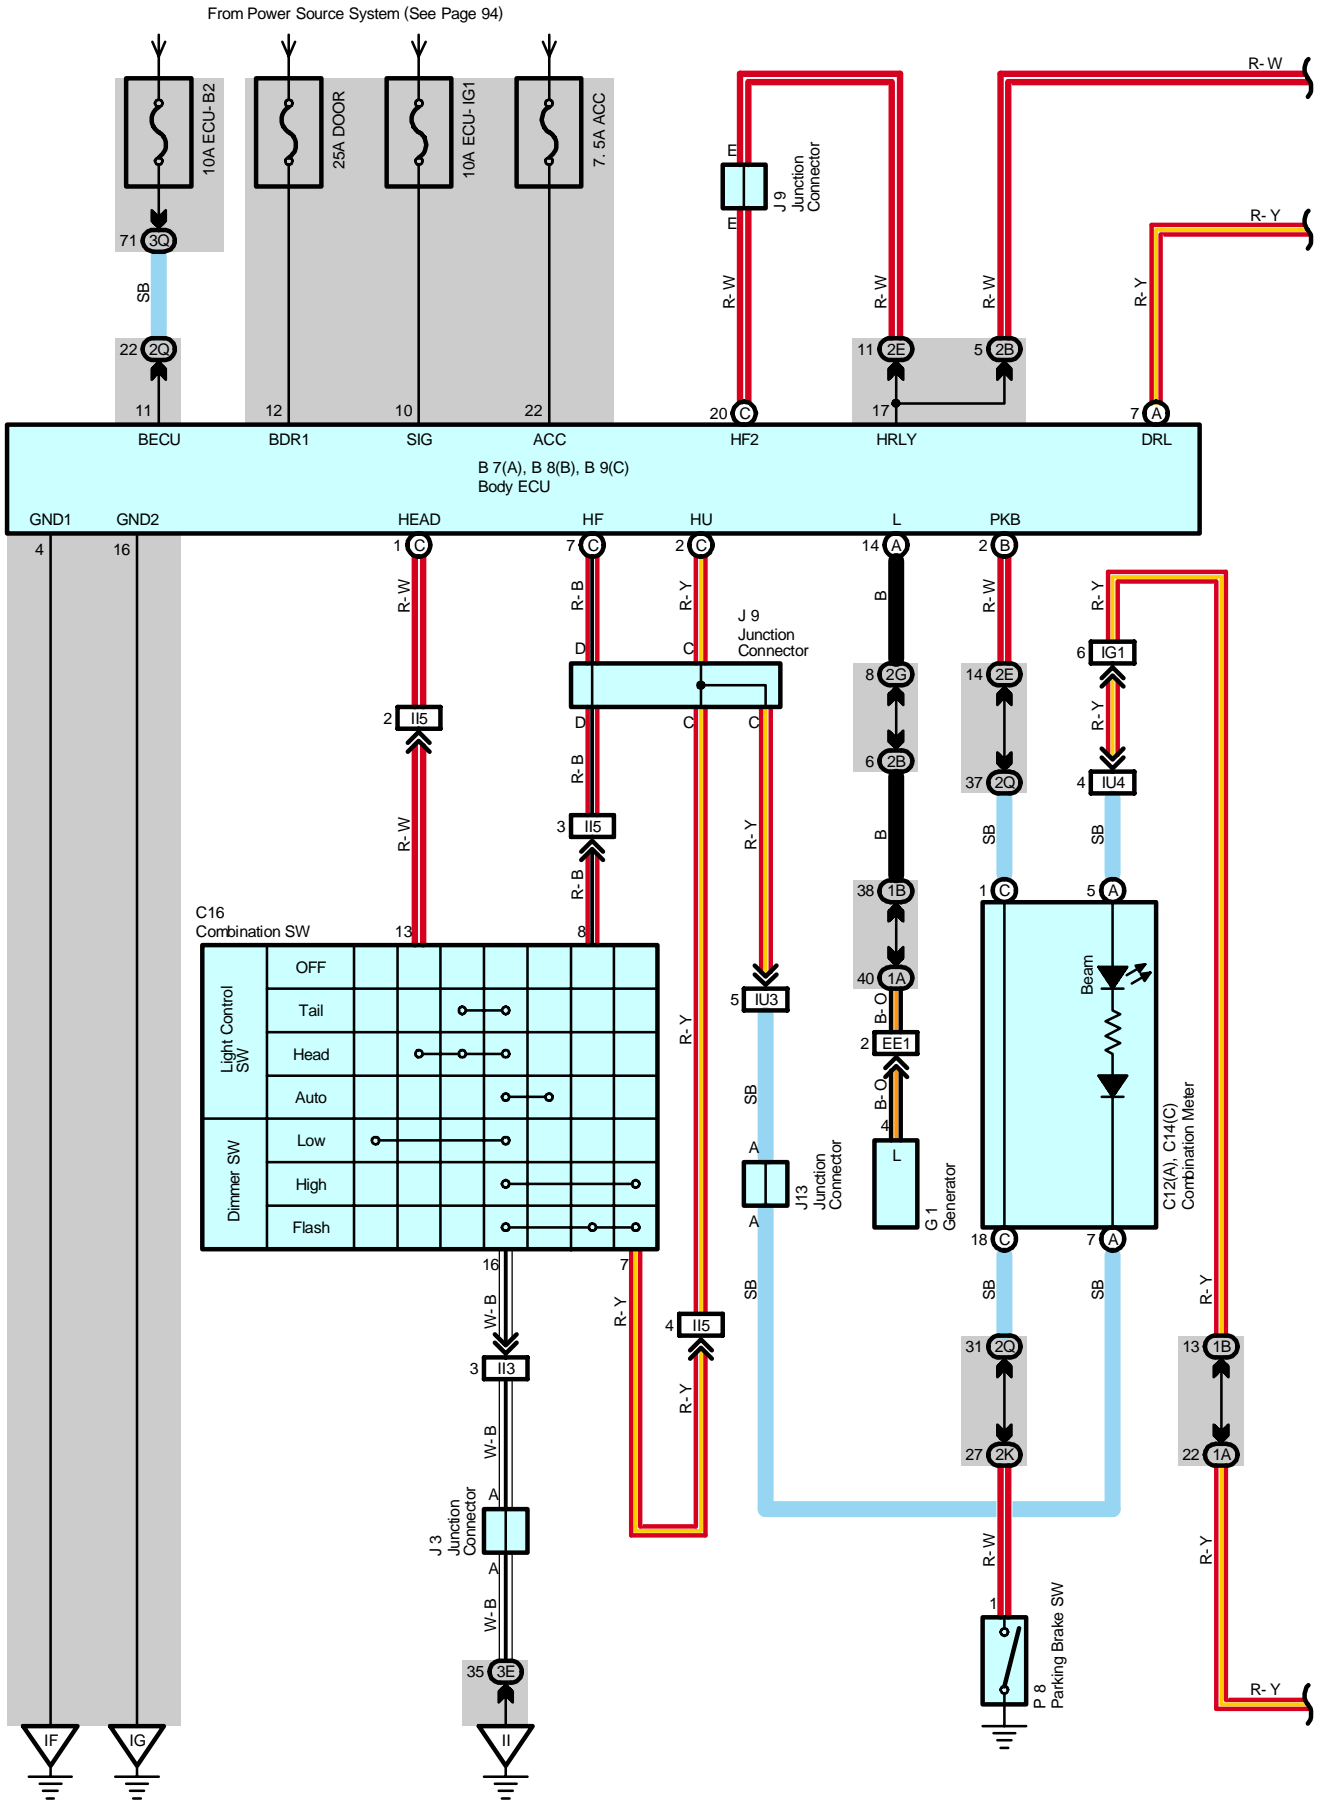 From Power Source System (See Page 94)
10A ECU- B2
25A DOOR
10A ECU- IG1
7. 5A ACC
R- W
R- Y
E
J 9
Junction
Connector
E
71 3Q
SB
R- W
R- W
R- W
R- Y
22 2Q
11 2E
5 2B
11
12
10
22
20 C
17
7 A
BECU
BDR1
SIG
ACC
HF2
HRLY
DRL
B 7(A), B 8(B), B 9(C)
Body ECU
GND1
GND2
HEAD
HF
HU
L
PKB
4
16
1 C
7 C
2 C
14 A
2 B
R- W
R- B
R- Y
B
R- W
R- Y
J 9
Junction
Connector
D
C
6 IG1
8 2G
14 2E
2 II5
D
C
C
R- Y
6 2B
37 2Q
4 IU4
R- B
3 II5
R- W
R- Y
B
SB
SB
R- B
38 1B
1 C
5 A
C16
Combination SW
13
8
Light Control
SW
OFF
Tail
Head
Auto
Dimmer SW
Low
High
Flash
Beam
40 1A
5 IU3
B- O
2 EE1
R- Y
B- O
SB
4
L
G 1
Generator
A
J13
Junction
Connector
A
C12(A), C14(C)
Combination Meter
18 C
7 A
16
7
W- B
R- Y
SB
SB
SB
R- Y
4 II5
3 II3
31 2Q
13 1B
R- Y
W- B
27 2K
22 1A
A
J 3
Junction
Connector
A
R- W
R- Y
W- B
1
P 8
Parking Brake SW
35 3E
R- Y
IF
IG
II